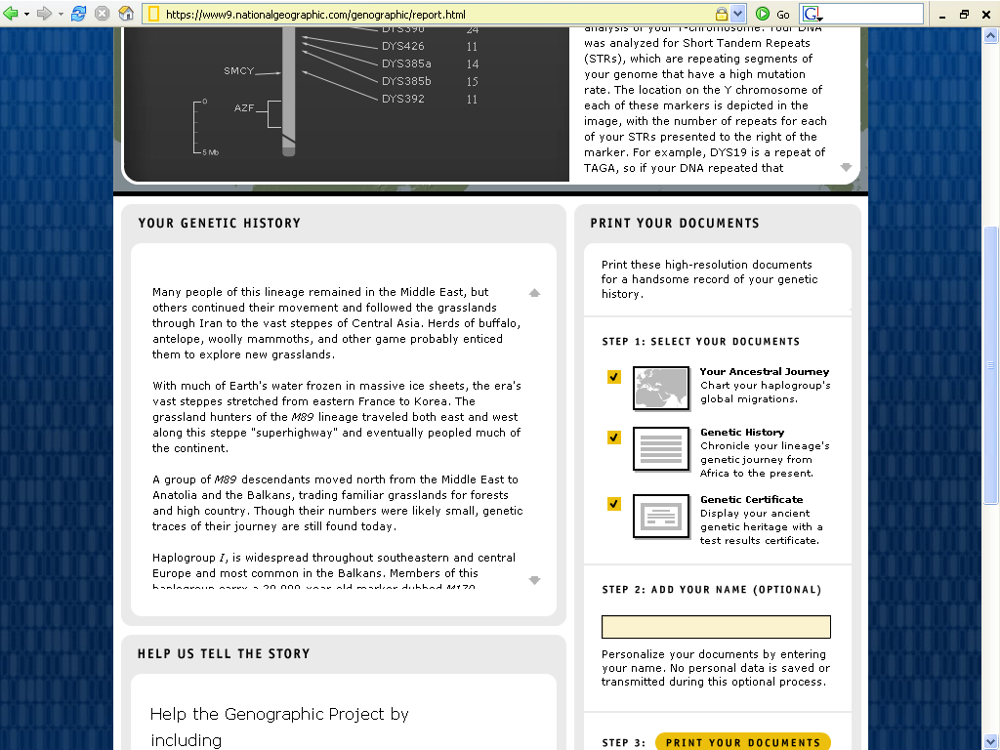 https://www9.nationalgeographic.com/genographic/report.html
Go
G
DYS390 24
DYS426 11
DYS385a 14
DYS385b 15
DYS392 11
SMCY
AZF
0
5 Mb
analysis of your Y-chromosome. Your DNA
was analyzed for Short Tandem Repeats
(STRs), which are repeating segments of
your genome that have a high mutation
rate. The location on the Y chromosome of
each of these markers is depicted in the
image, with the number of repeats for each
of your STRs presented to the right of the
marker. For example, DYS19 is a repeat of
TAGA, so if your DNA repeated that
YOUR GENETIC HISTORY
Many people of this lineage remained in the Middle East, but
others continued their movement and followed the grasslands
through Iran to the vast steppes of Central Asia. Herds of buffalo,
antelope, woolly mammoths, and other game probably enticed
them to explore new grasslands.
With much of Earth's water frozen in massive ice sheets, the era's
vast steppes stretched from eastern France to Korea. The
grassland hunters of the M89 lineage traveled both east and west
along this steppe "superhighway" and eventually peopled much of
the continent.
A group of M89 descendants moved north from the Middle East to
Anatolia and the Balkans, trading familiar grasslands for forests
and high country. Though their numbers were likely small, genetic
traces of their journey are still found today.
Haplogroup I, is widespread throughout southeastern and central
Europe and most common in the Balkans. Members of this
haplogroup carry a 20,000-year-old marker dubbed M170
HELP US TELL THE STORY
Help the Genographic Project by
including
PRINT YOUR DOCUMENTS
Print these high-resolution documents
for a handsome record of your genetic
history.
STEP 1: SELECT YOUR DOCUMENTS
Your Ancestral Journey
Chart your haplogroup's
global migrations.
Genetic History
Chronicle your lineage's
genetic journey from
Africa to the present.
Genetic Certificate
Display your ancient
genetic heritage with a
test results certificate.
STEP 2: ADD YOUR NAME (OPTIONAL)
Personalize your documents by entering
your name. No personal data is saved or
transmitted during this optional process.
STEP 3: PRINT YOUR DOCUMENTS